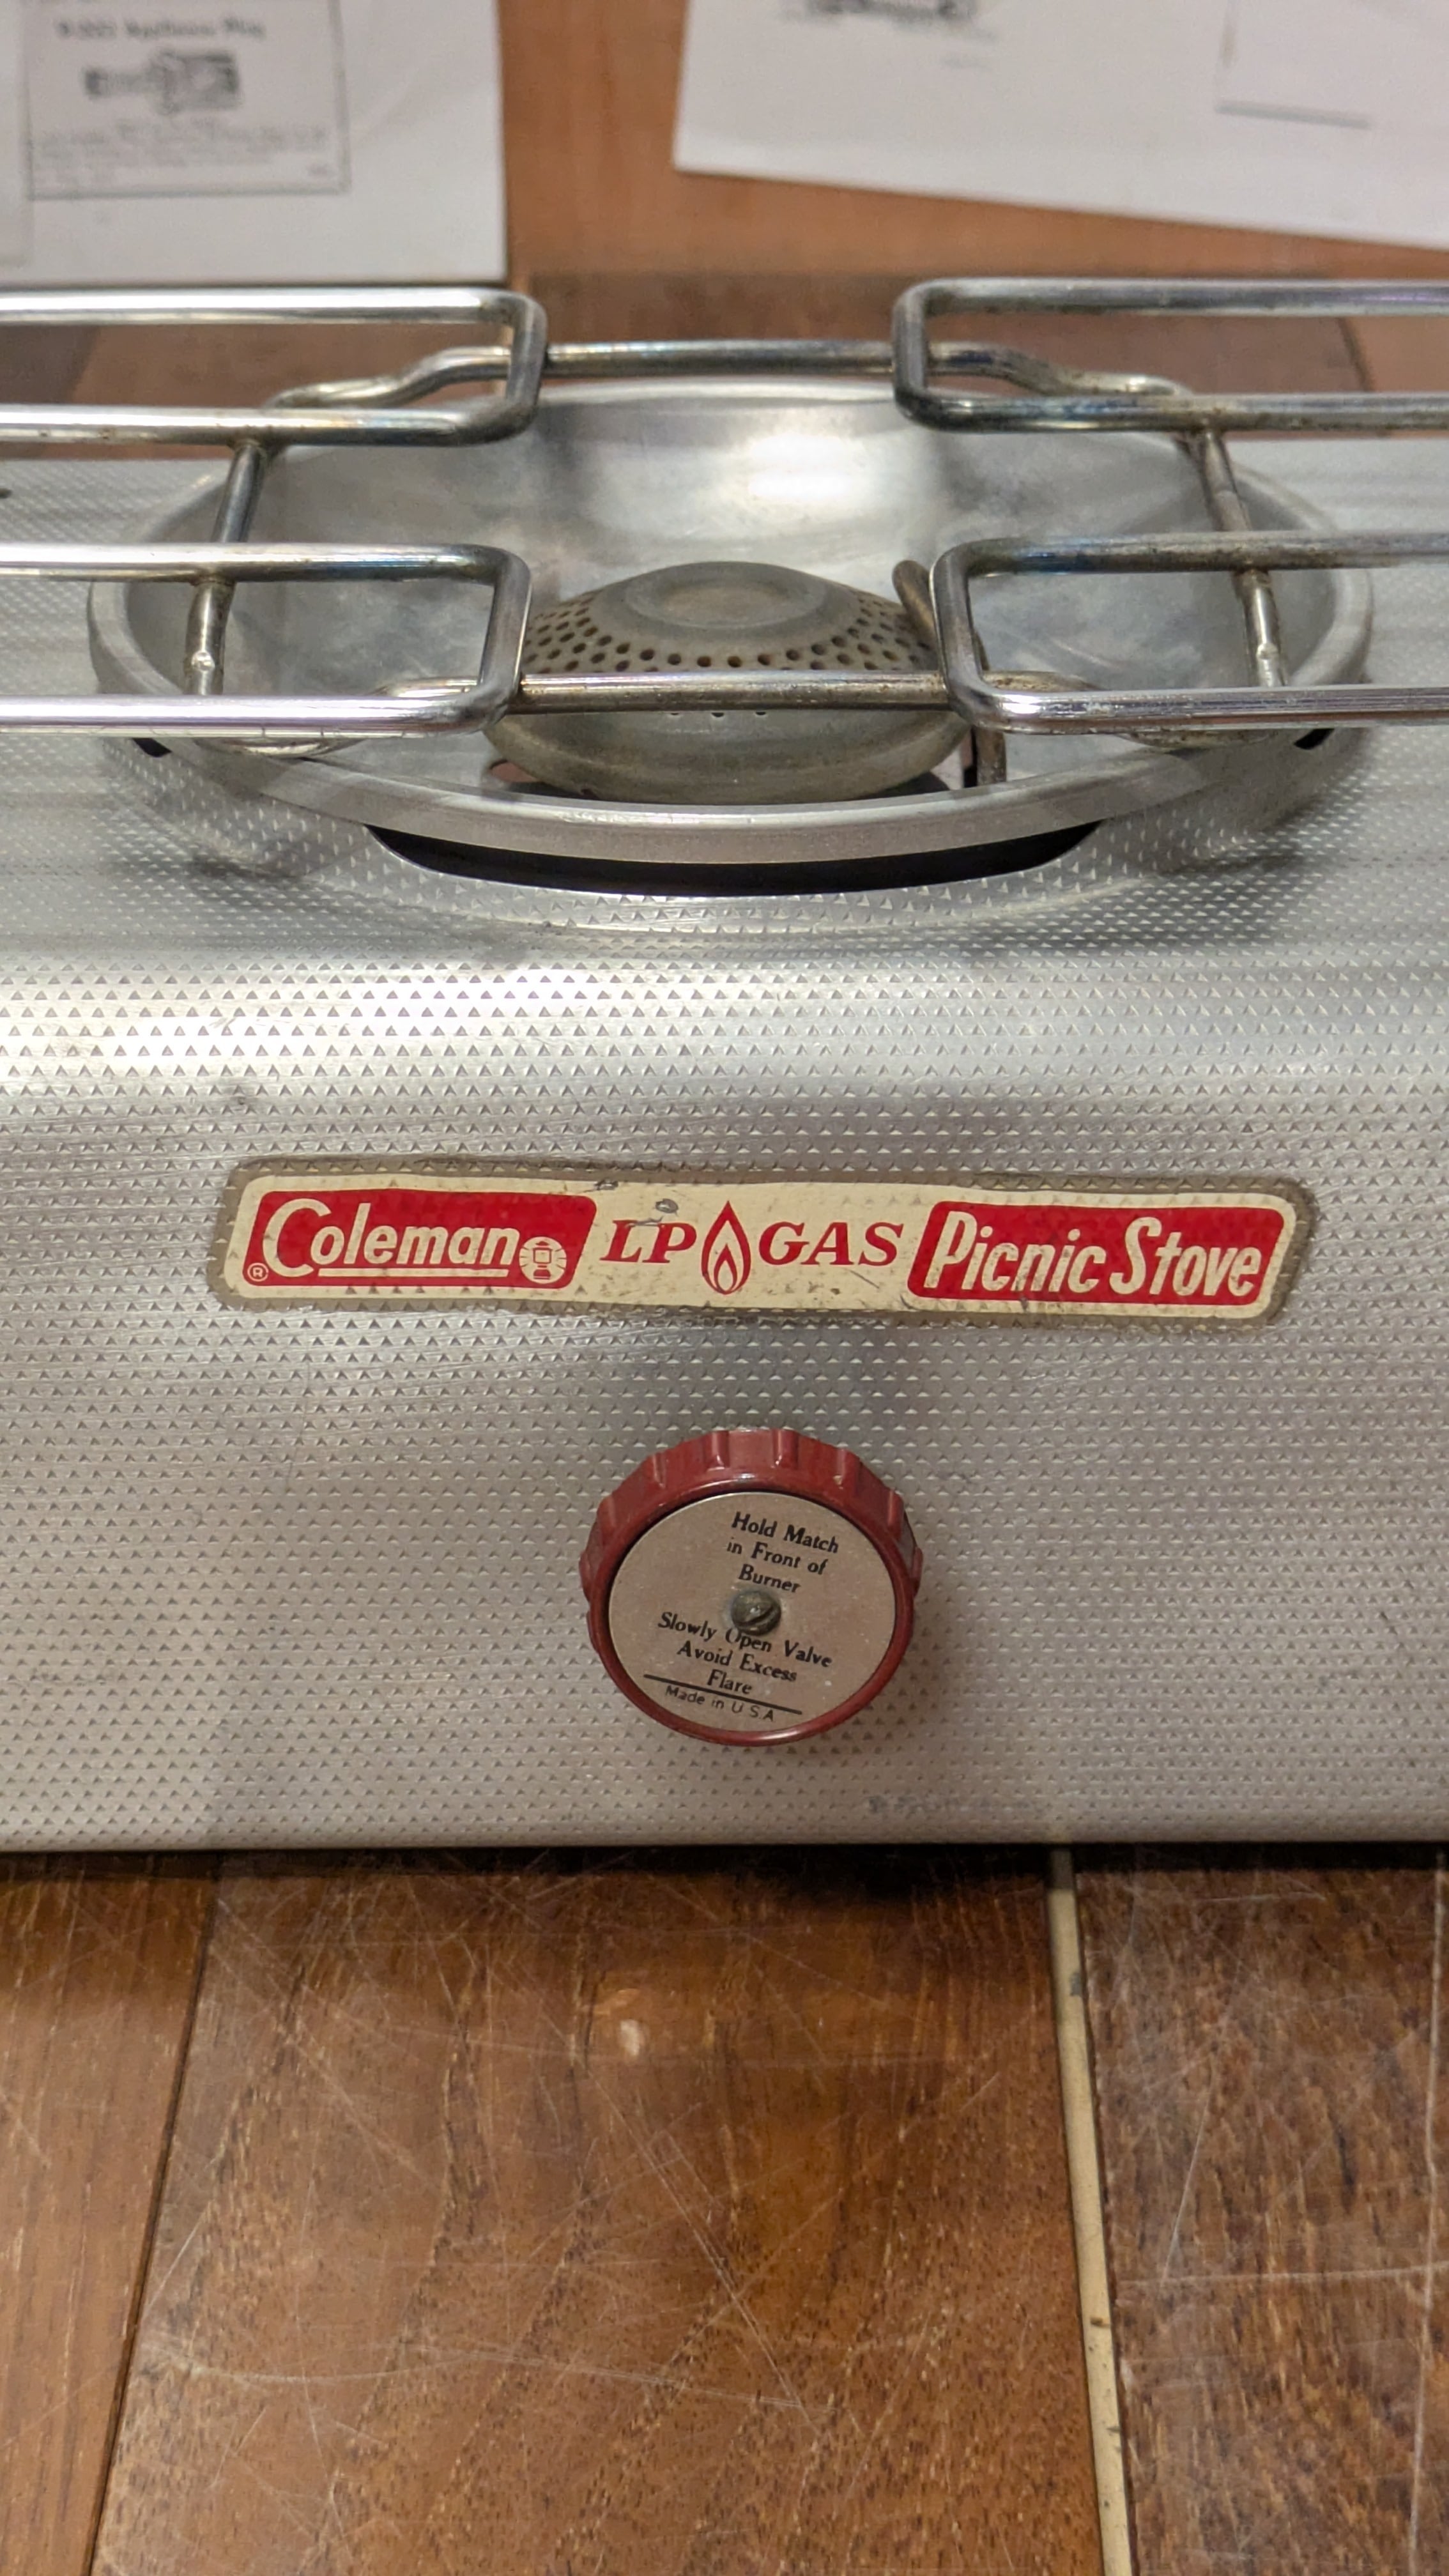 Coleman ® LP GAS Picnic Stove
Hold Match
in Front of
Burner
Slowly Open Valve
Avoid Excess
Flare
Made in U S A